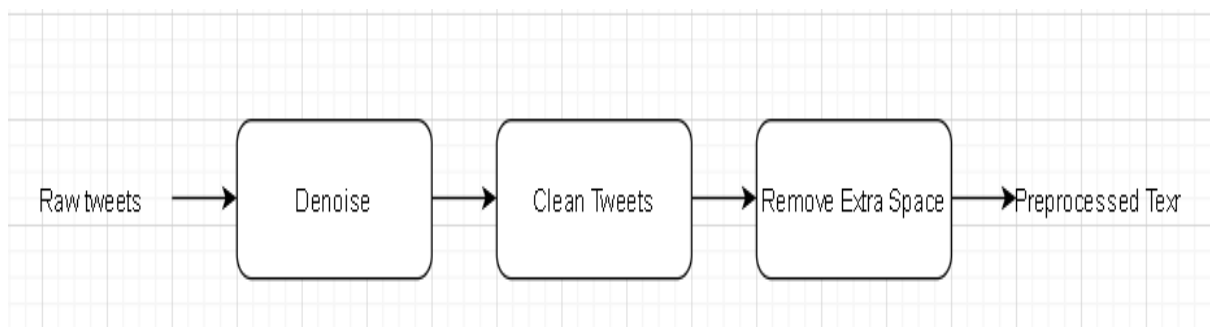 Raw tweets
Denoise
Clean Tweets
Remove Extra Space
Preprocessed Texr